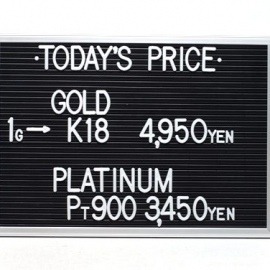 ·TODAY'S PRICE·
GOLD
1G→ K18 4,950YEN
PLATINUM
PT900 3,450YEN